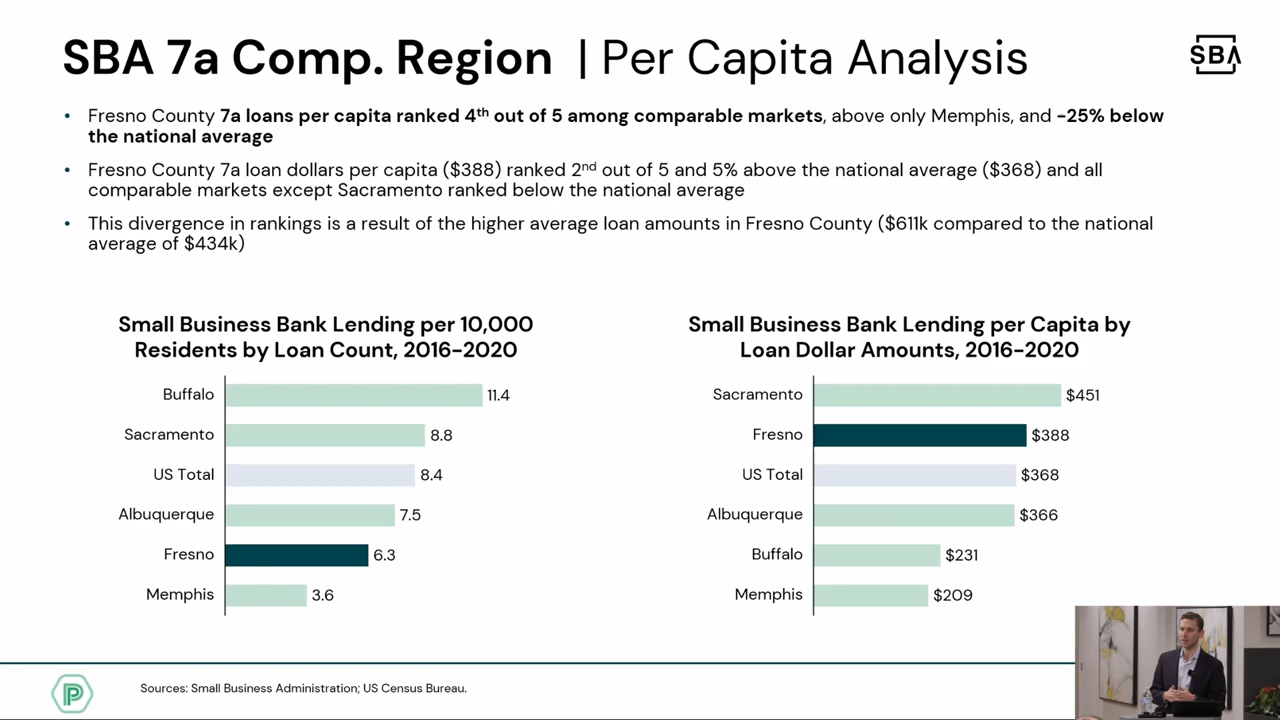 SBA 7a Comp. Region | Per Capita Analysis
SBA
• Fresno County 7a loans per capita ranked 4th out of 5 among comparable markets, above only Memphis, and -25% below
the national average
• Fresno County 7a loan dollars per capita ($388) ranked 2nd out of 5 and 5% above the national average ($368) and all
comparable markets except Sacramento ranked below the national average
• This divergence in rankings is a result of the higher average loan amounts in Fresno County ($611k compared to the national
average of $434k)
Small Business Bank Lending per 10,000
Residents by Loan Count, 2016-2020
Buffalo 11.4
Sacramento 8.8
US Total 8.4
Albuquerque 7.5
Fresno 6.3
Memphis 3.6
Small Business Bank Lending per Capita by
Loan Dollar Amounts, 2016-2020
Sacramento $451
Fresno $388
US Total $368
Albuquerque $366
Buffalo $231
Memphis $209
P
Sources: Small Business Administration; US Census Bureau.